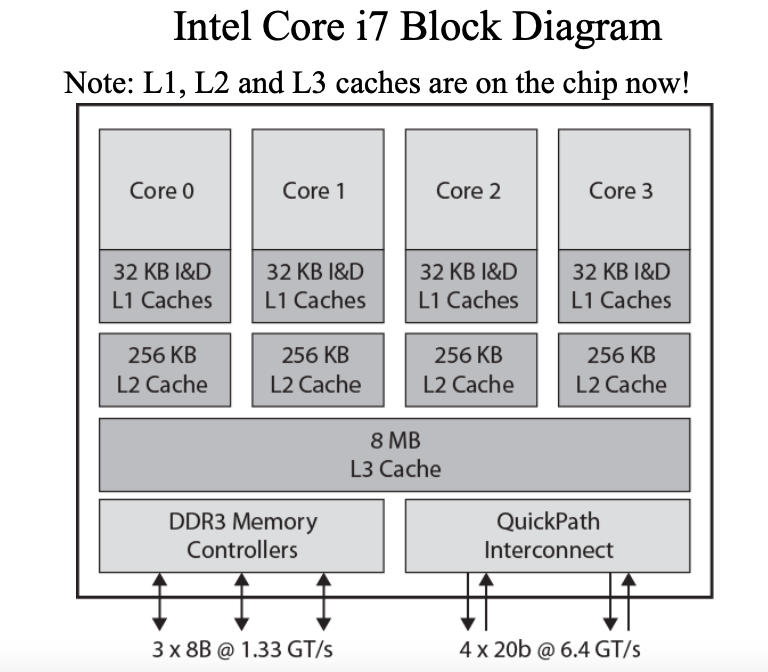 Intel Core i7 Block Diagram
Note: L1, L2 and L3 caches are on the chip now!
Core 0
Core 1
Core 2
Core 3
32 KB I&D
L1 Caches
32 KB I&D
L1 Caches
32 KB I&D
L1 Caches
32 KB I&D
L1 Caches
256 KB
L2 Cache
256 KB
L2 Cache
256 KB
L2 Cache
256 KB
L2 Cache
8 MB
L3 Cache
DDR3 Memory
Controllers
QuickPath
Interconnect
3 x 8B @ 1.33 GT/s
4 x 20b @ 6.4 GT/s